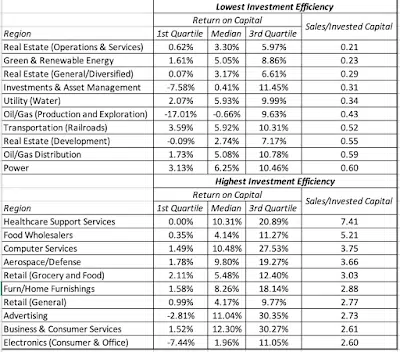 Lowest Investment Efficiency
Return on Capital Sales/Invested Capital
Region 1st Quartile Median 3rd Quartile
Real Estate (Operations & Services) 0.62% 3.30% 5.97% 0.21
Green & Renewable Energy 1.61% 5.05% 8.86% 0.23
Real Estate (General/Diversified) 0.07% 3.17% 6.61% 0.29
Investments & Asset Management -7.58% 0.41% 11.45% 0.31
Utility (Water) 2.07% 5.93% 9.99% 0.34
Oil/Gas (Production and Exploration) -17.01% -0.66% 9.63% 0.43
Transportation (Railroads) 3.59% 5.92% 10.31% 0.52
Real Estate (Development) -0.09% 2.74% 7.17% 0.55
Oil/Gas Distribution 1.73% 5.08% 10.78% 0.59
Power 3.13% 6.25% 10.46% 0.60
Highest Investment Efficiency
Return on Capital Sales/Invested Capital
Region 1st Quartile Median 3rd Quartile
Healthcare Support Services 0.00% 10.31% 20.89% 7.41
Food Wholesalers 0.35% 4.14% 11.27% 5.21
Computer Services 1.49% 10.48% 27.53% 3.75
Aerospace/Defense 1.78% 9.80% 19.27% 3.66
Retail (Grocery and Food) 2.11% 5.48% 12.40% 3.03
Furn/Home Furnishings 1.58% 8.26% 18.14% 2.88
Retail (General) 0.99% 4.17% 9.77% 2.77
Advertising -2.81% 11.04% 30.35% 2.73
Business & Consumer Services 1.52% 12.30% 30.27% 2.61
Electronics (Consumer & Office) -7.44% 1.96% 11.05% 2.60